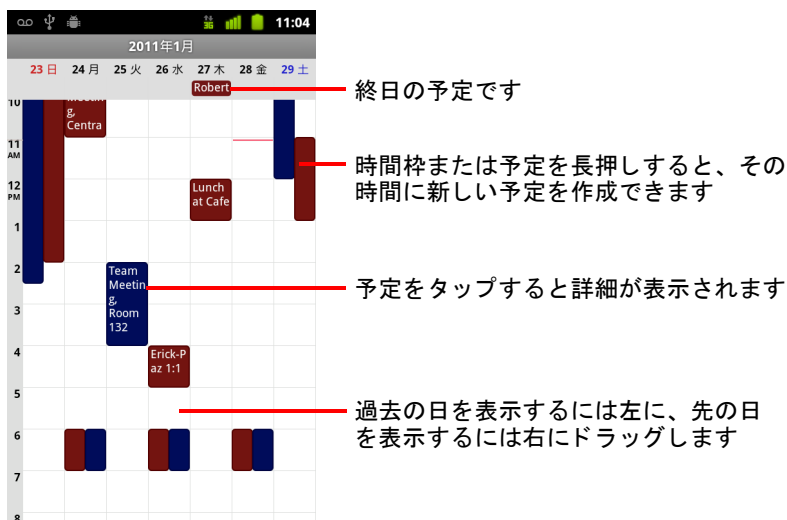 3G 11:04
2011年1月
23 日 24 月 25 火 26 水 27 木 28 金 29 土
Robert
終日の予定です
10
g,
Centra
11
AM
時間枠または予定を長押しすると、その
時間に新しい予定を作成できます
12
PM
Lunch
at Cafe
1
2
Team
Meetin
g,
Room
132
予定をタップすると詳細が表示されます
3
4
Erick-P
az 1:1
5
過去の日を表示するには左に、先の日
を表示するには右にドラッグします
6
7
8